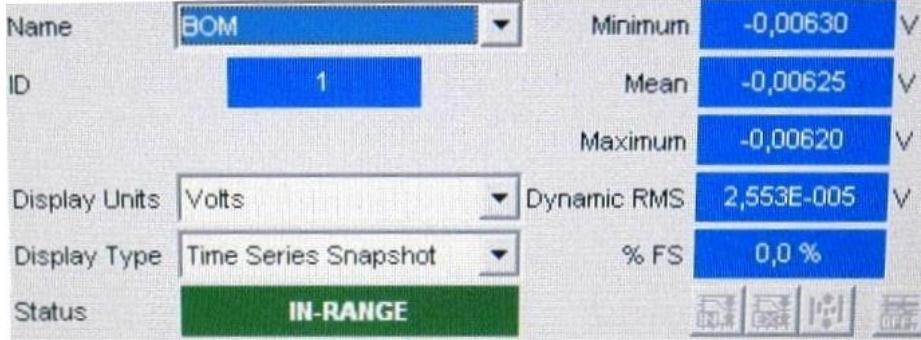 Name BOM Minimum -0,00630 V
ID 1 Mean -0,00625 V
Maximum -0,00620 V
Display Units Volts Dynamic RMS 2,553E-005 V
Display Type Time Series Snapshot % FS 0,0 %
Status IN-RANGE